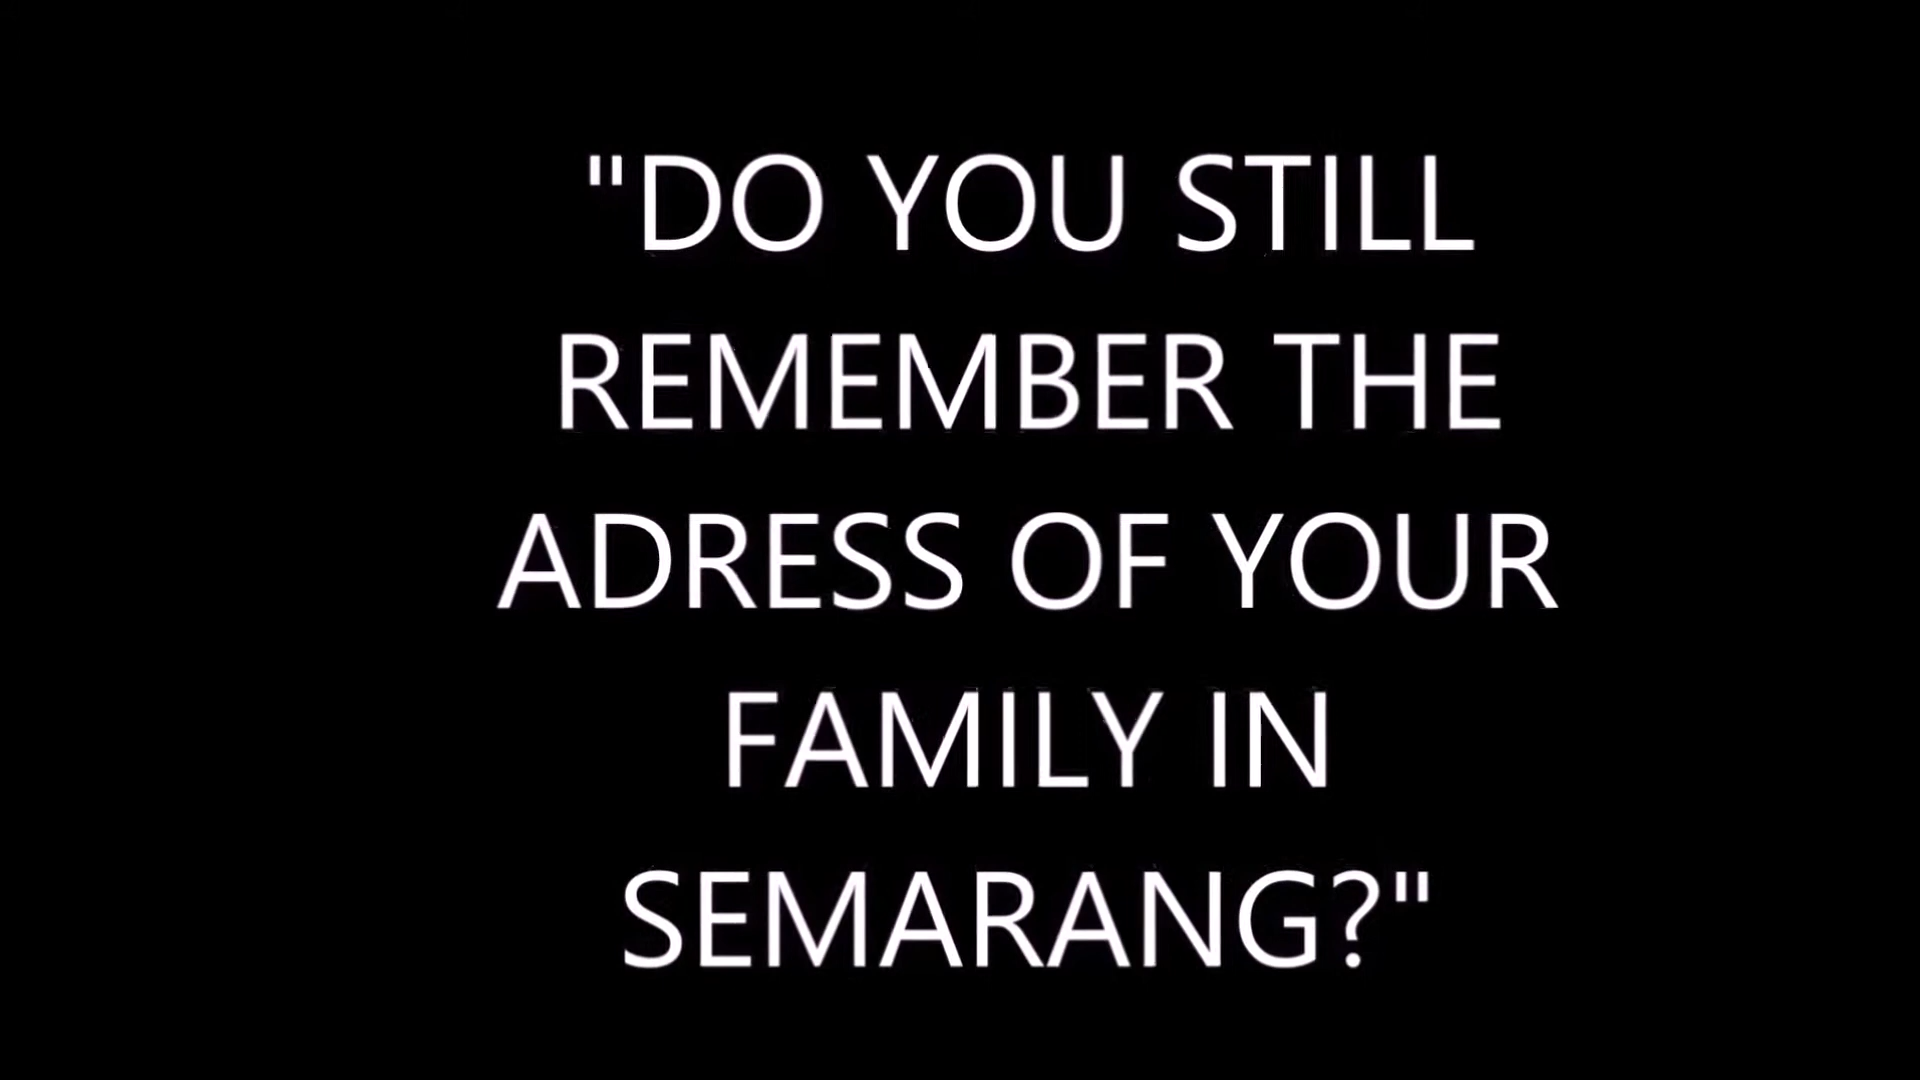 "DO YOU STILL
REMEMBER THE
ADRESS OF YOUR
FAMILY IN
SEMARANG?"